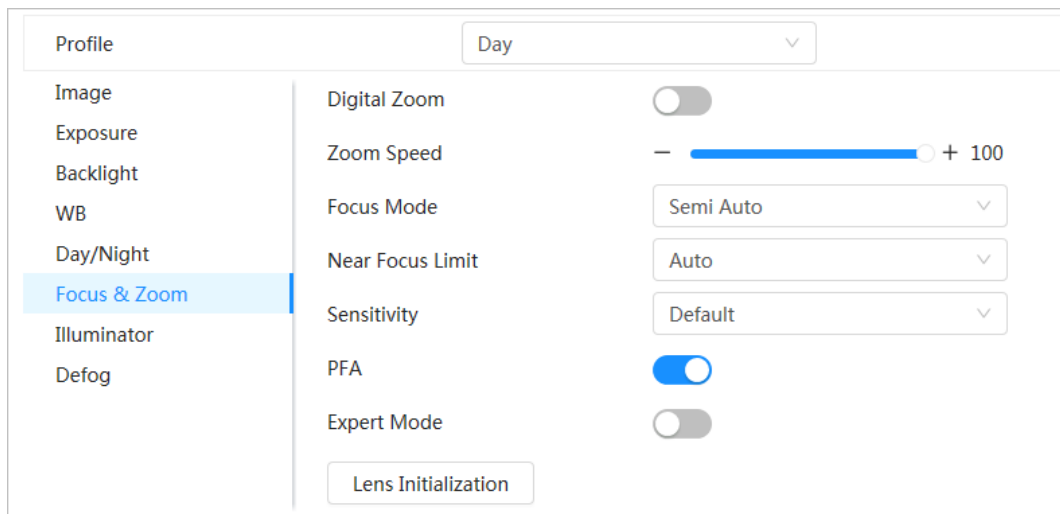 Profile Day
Image
Exposure
Backlight
WB
Day/Night
Focus & Zoom
Illuminator
Defog
Digital Zoom
Zoom Speed − + 100
Focus Mode Semi Auto
Near Focus Limit Auto
Sensitivity Default
PFA
Expert Mode
Lens Initialization